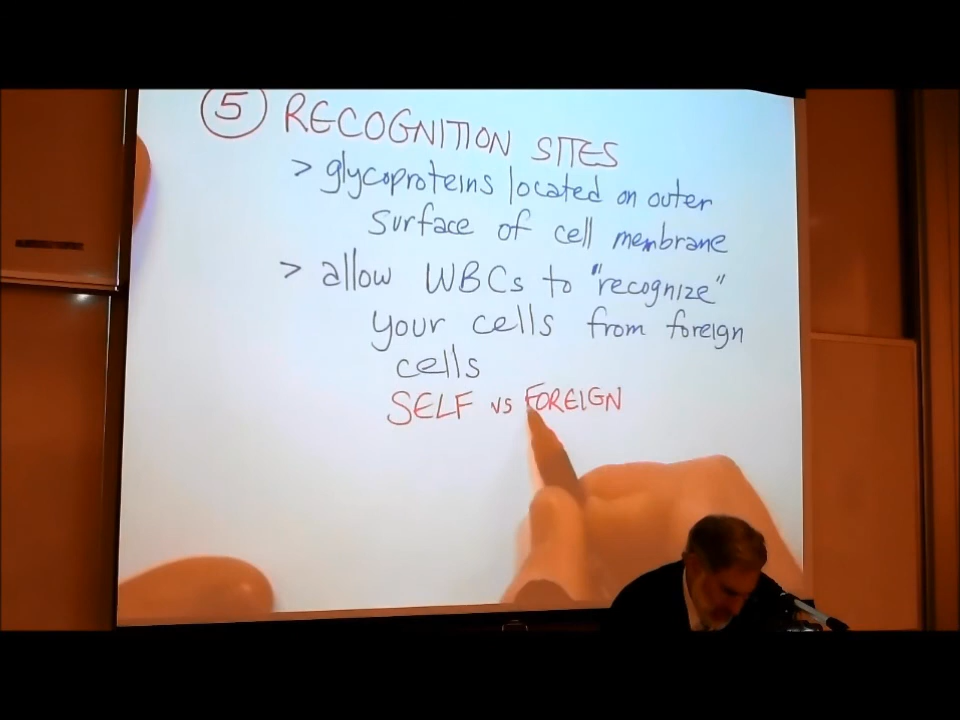 5 RECOGNITION SITES
> glycoproteins located on outer
surface of cell membrane
> allow WBCs to "recognize"
your cells from foreign
cells
SELF vs FOREIGN